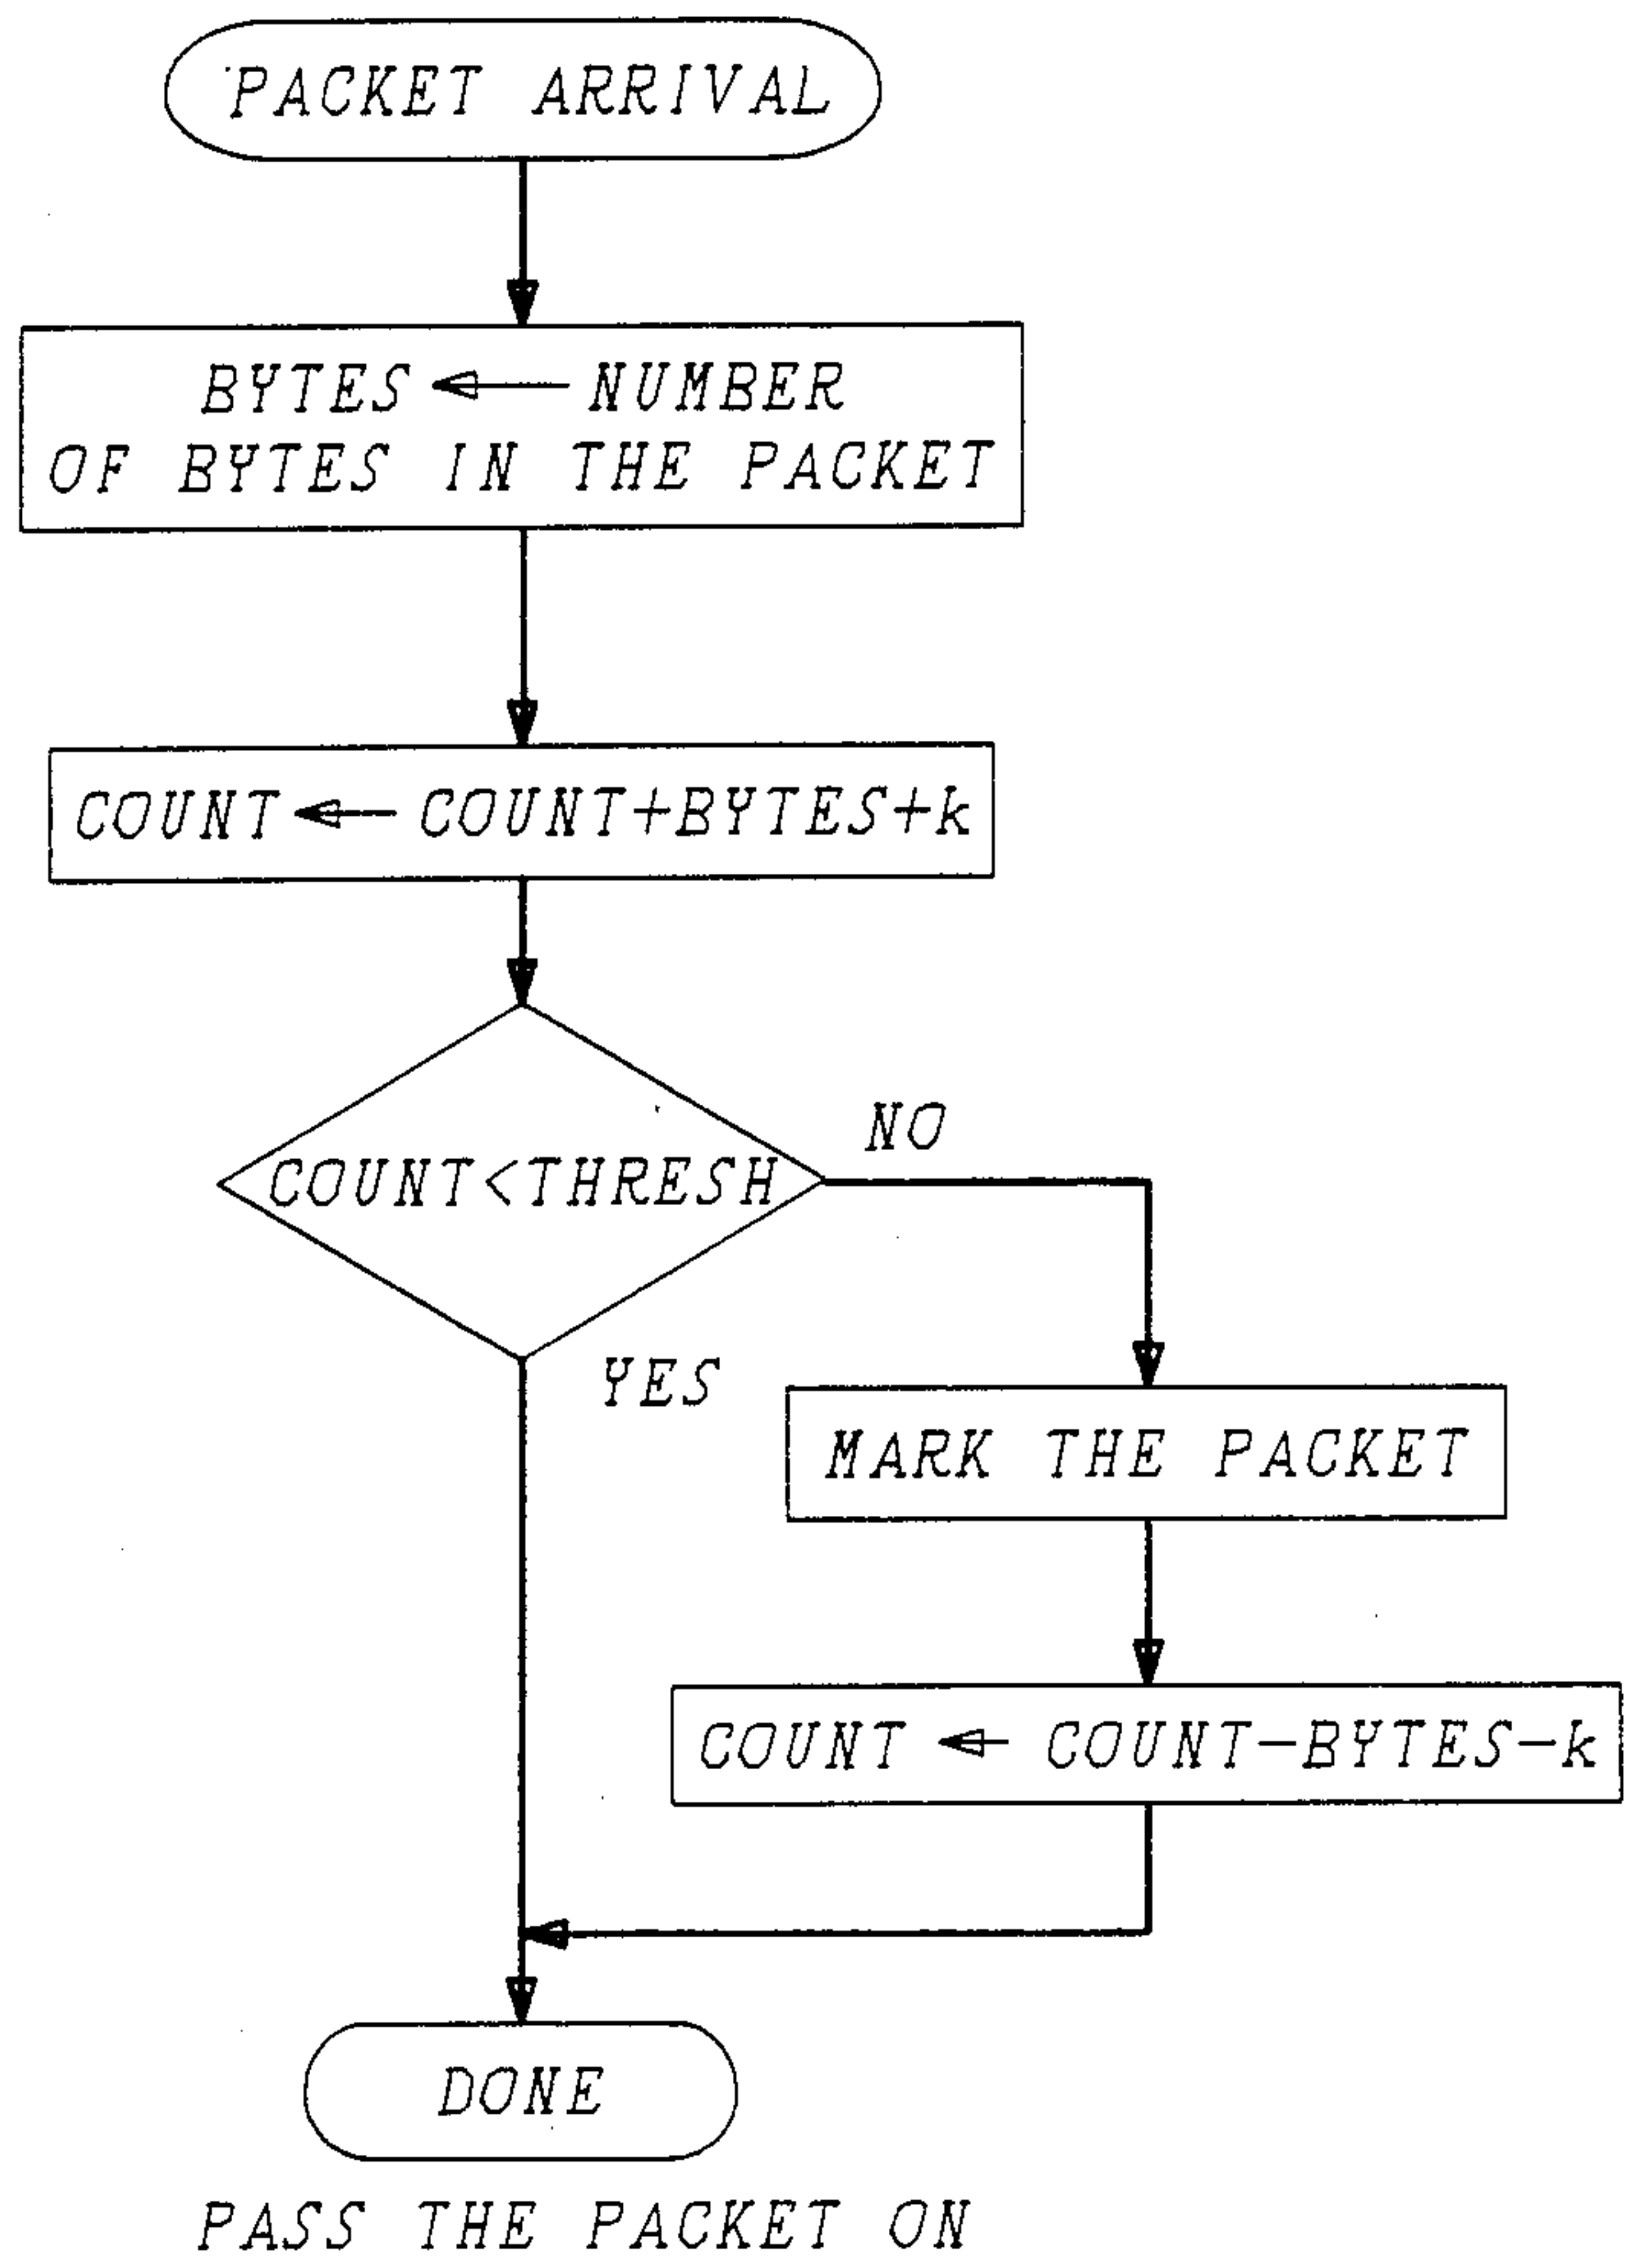 PACKET ARRIVAL
BYTES ← NUMBER
OF BYTES IN THE PACKET
COUNT ← COUNT+BYTES+k
COUNT<THRESH
NO
YES
MARK THE PACKET
COUNT ← COUNT-BYTES-k
DONE
PASS THE PACKET ON